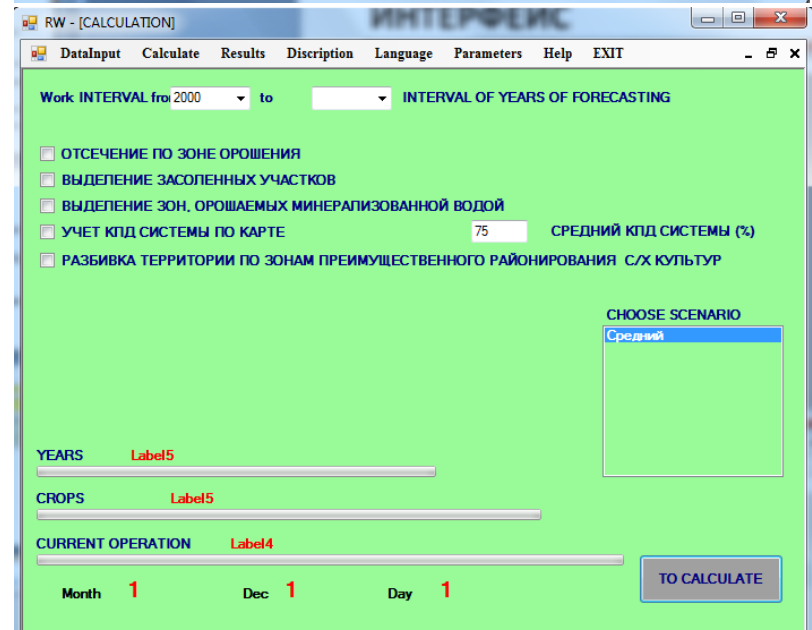 ИНТЕРФЕЙС
RW - [CALCULATION]
DataInput Calculate Results Discription Language Parameters Help EXIT
Work INTERVAL fro 2000 to INTERVAL OF YEARS OF FORECASTING
ОТСЕЧЕНИЕ ПО ЗОНЕ ОРОШЕНИЯ
ВЫДЕЛЕНИЕ ЗАСОЛЕННЫХ УЧАСТКОВ
ВЫДЕЛЕНИЕ ЗОН, ОРОШАЕМЫХ МИНЕРАЛИЗОВАННОЙ ВОДОЙ
УЧЕТ КПД СИСТЕМЫ ПО КАРТЕ 75 СРЕДНИЙ КПД СИСТЕМЫ (%)
РАЗБИВКА ТЕРРИТОРИИ ПО ЗОНАМ ПРЕИМУЩЕСТВЕННОГО РАЙОНИРОВАНИЯ С/Х КУЛЬТУР
CHOOSE SCENARIO
Средний
YEARS Label5
CROPS Label5
CURRENT OPERATION Label4
TO CALCULATE
Month 1 Dec 1 Day 1